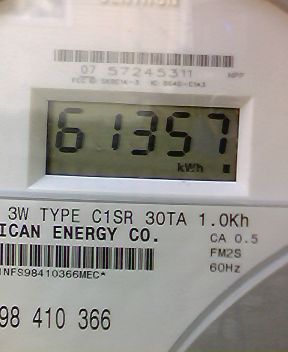 07 57245311
61357
kWh
3W TYPE C1SR 30TA 1.0Kh
ICAN ENERGY CO.
CA 0.5
FM2S
60Hz
NFS98410366MEC*
98 410 366